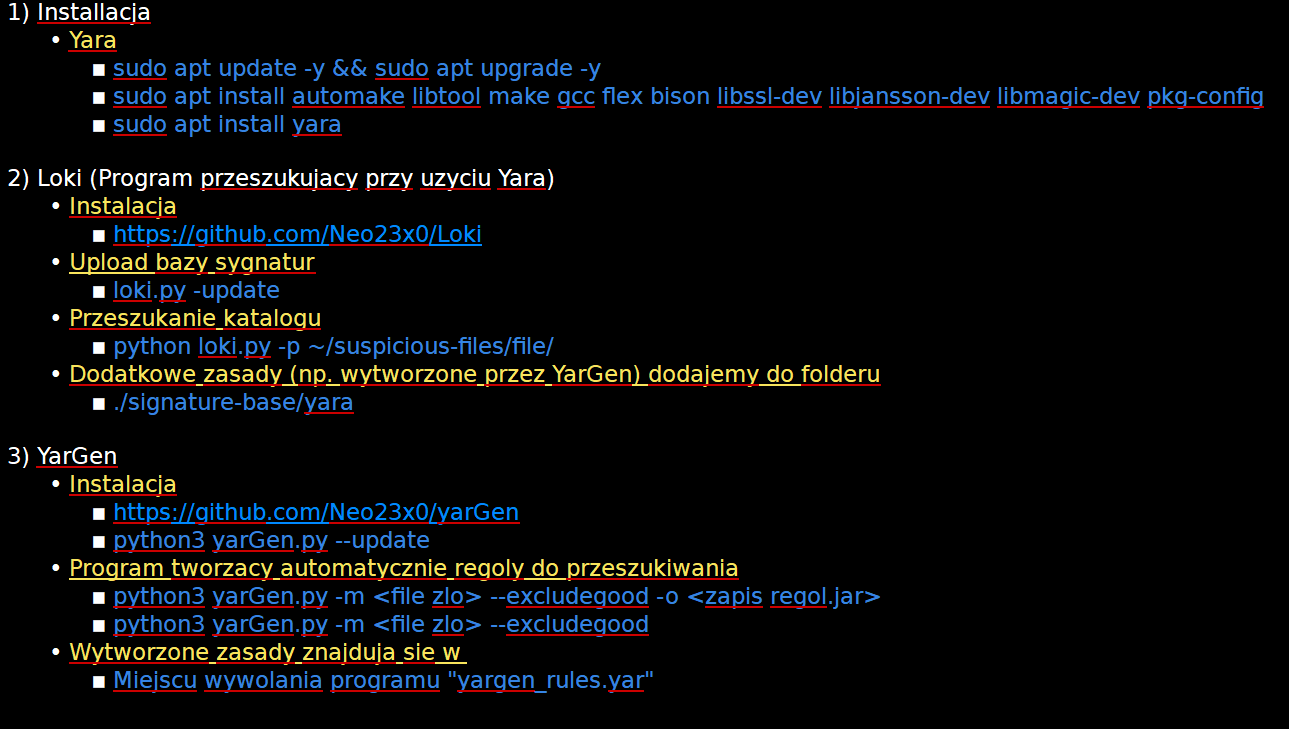 1) Installacja
• Yara
▪ sudo apt update -y && sudo apt upgrade -y
▪ sudo apt install automake libtool make gcc flex bison libssl-dev libjansson-dev libmagic-dev pkg-config
▪ sudo apt install yara
2) Loki (Program przeszukujacy przy uzyciu Yara)
• Instalacja
▪ https://github.com/Neo23x0/Loki
• Upload bazy sygnatur
▪ loki.py -update
• Przeszukanie katalogu
▪ python loki.py -p ~/suspicious-files/file/
• Dodatkowe zasady (np. wytworzone przez YarGen) dodajemy do folderu
▪ ./signature-base/yara
3) YarGen
• Instalacja
▪ https://github.com/Neo23x0/yarGen
▪ python3 yarGen.py --update
• Program tworzacy automatycznie regoly do przeszukiwania
▪ python3 yarGen.py -m <file zlo> --excludegood -o <zapis regol.jar>
▪ python3 yarGen.py -m <file zlo> --excludegood
• Wytworzone zasady znajduja sie w
▪ Miejscu wywolania programu "yargen_rules.yar"